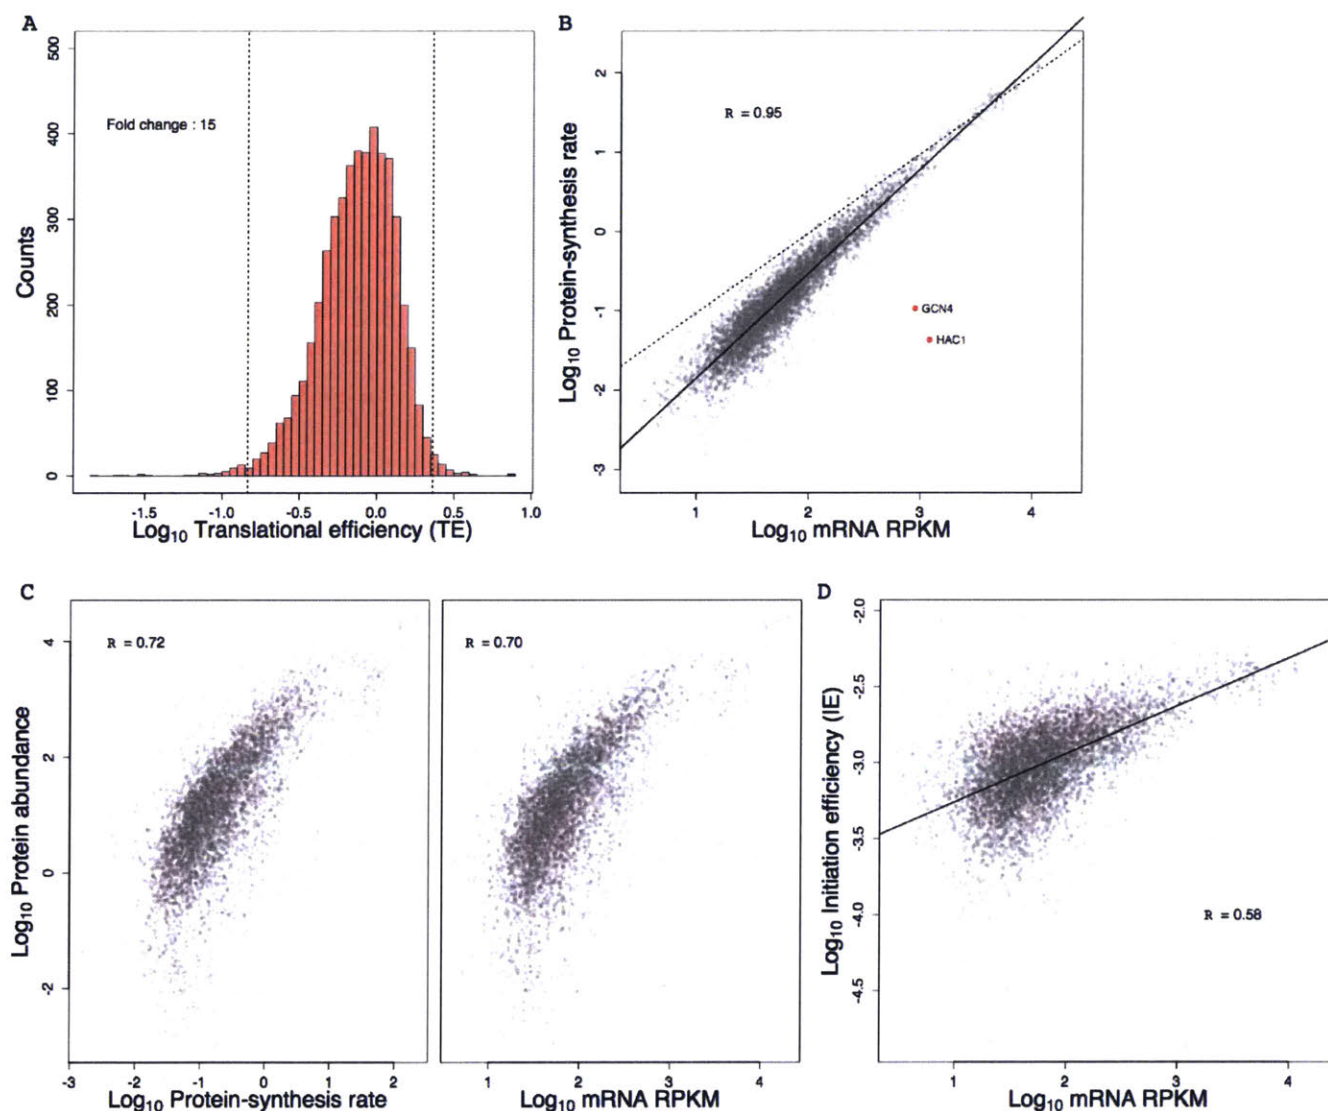 A
500
400
300
200
100
0
Counts
Fold change : 15
-1.5
-1.0
-0.5
0.0
0.5
1.0
Log10 Translational efficiency (TE)
B
2
1
0
-1
-2
-3
Log10 Protein-synthesis rate
R = 0.95
GCN4
HAC1
1
2
3
4
Log10 mRNA RPKM
C
4
2
0
-2
Log10 Protein abundance
R = 0.72
-3
-2
-1
0
1
2
Log10 Protein-synthesis rate
R = 0.70
1
2
3
4
Log10 mRNA RPKM
D
-2.0
-2.5
-3.0
-3.5
-4.0
-4.5
Log10 Initiation efficiency (IE)
R = 0.58
1
2
3
4
Log10 mRNA RPKM